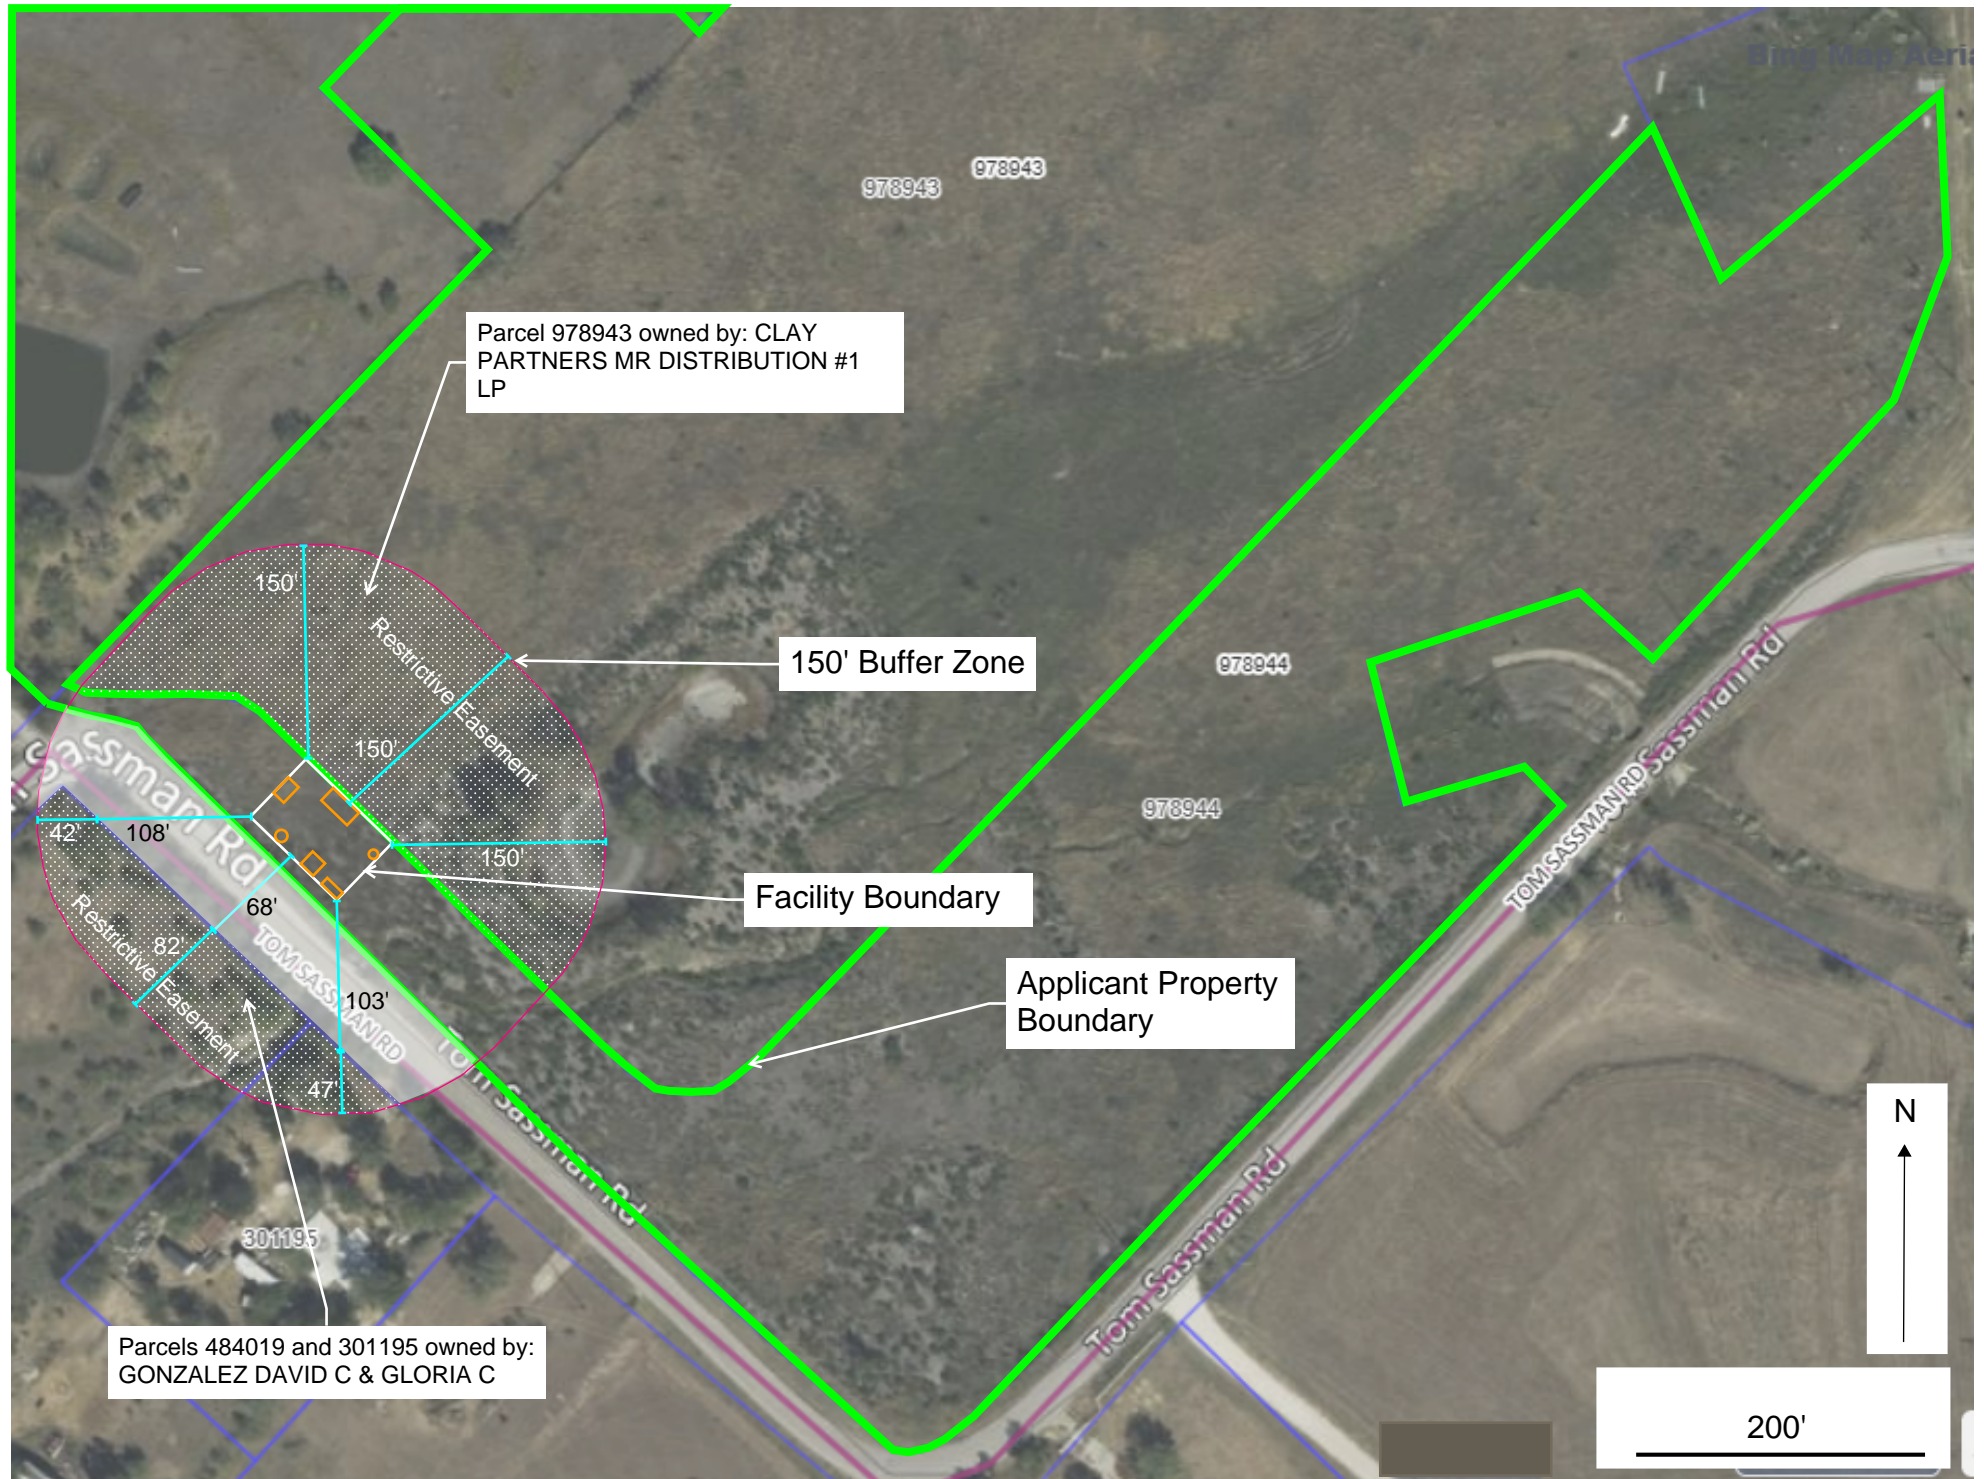 Bing Map Aeria
978943
978943
Parcel 978943 owned by: CLAY
PARTNERS MR DISTRIBUTION #1
LP
150'
Restrictive Easement
150'
150' Buffer Zone
978944
Tom Sassman Rd
TOM SASSMAN RD
978944
Sassman Rd
42'
108'
150'
Facility Boundary
68'
82'
Restrictive Easement
TOM SASSMAN RD
103'
47'
Applicant Property
Boundary
Tom Sassman Rd
N
Tom Sassman Rd
301195
Parcels 484019 and 301195 owned by:
GONZALEZ DAVID C & GLORIA C
200'